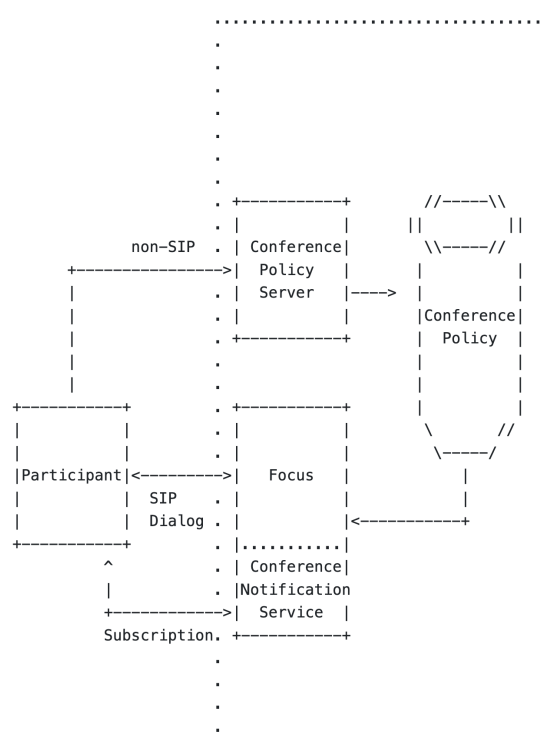 non-SIP
Conference
Policy
Server
Conference
Policy
Participant
Focus
SIP
Dialog
Conference
Notification
Service
Subscription